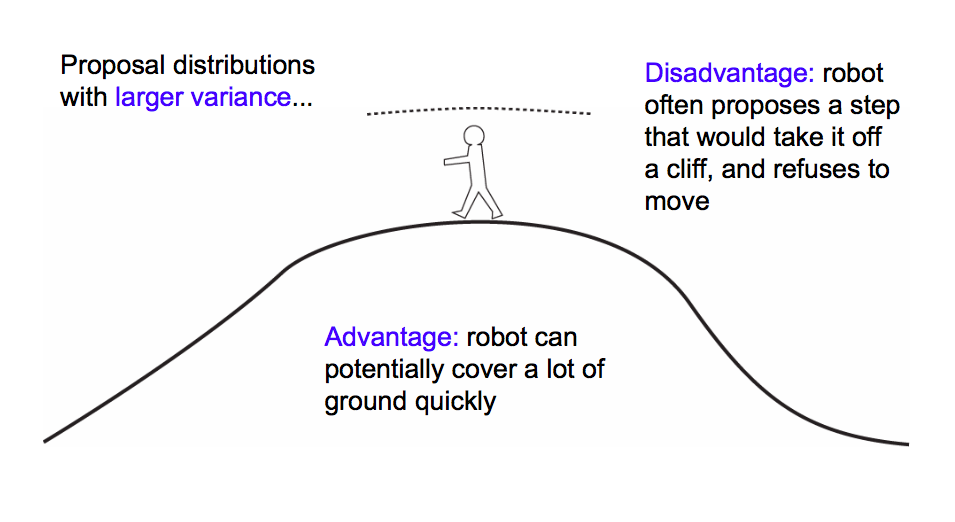 Proposal distributions
with larger variance...
Disadvantage: robot
often proposes a step
that would take it off
a cliff, and refuses to
move
Advantage: robot can
potentially cover a lot of
ground quickly